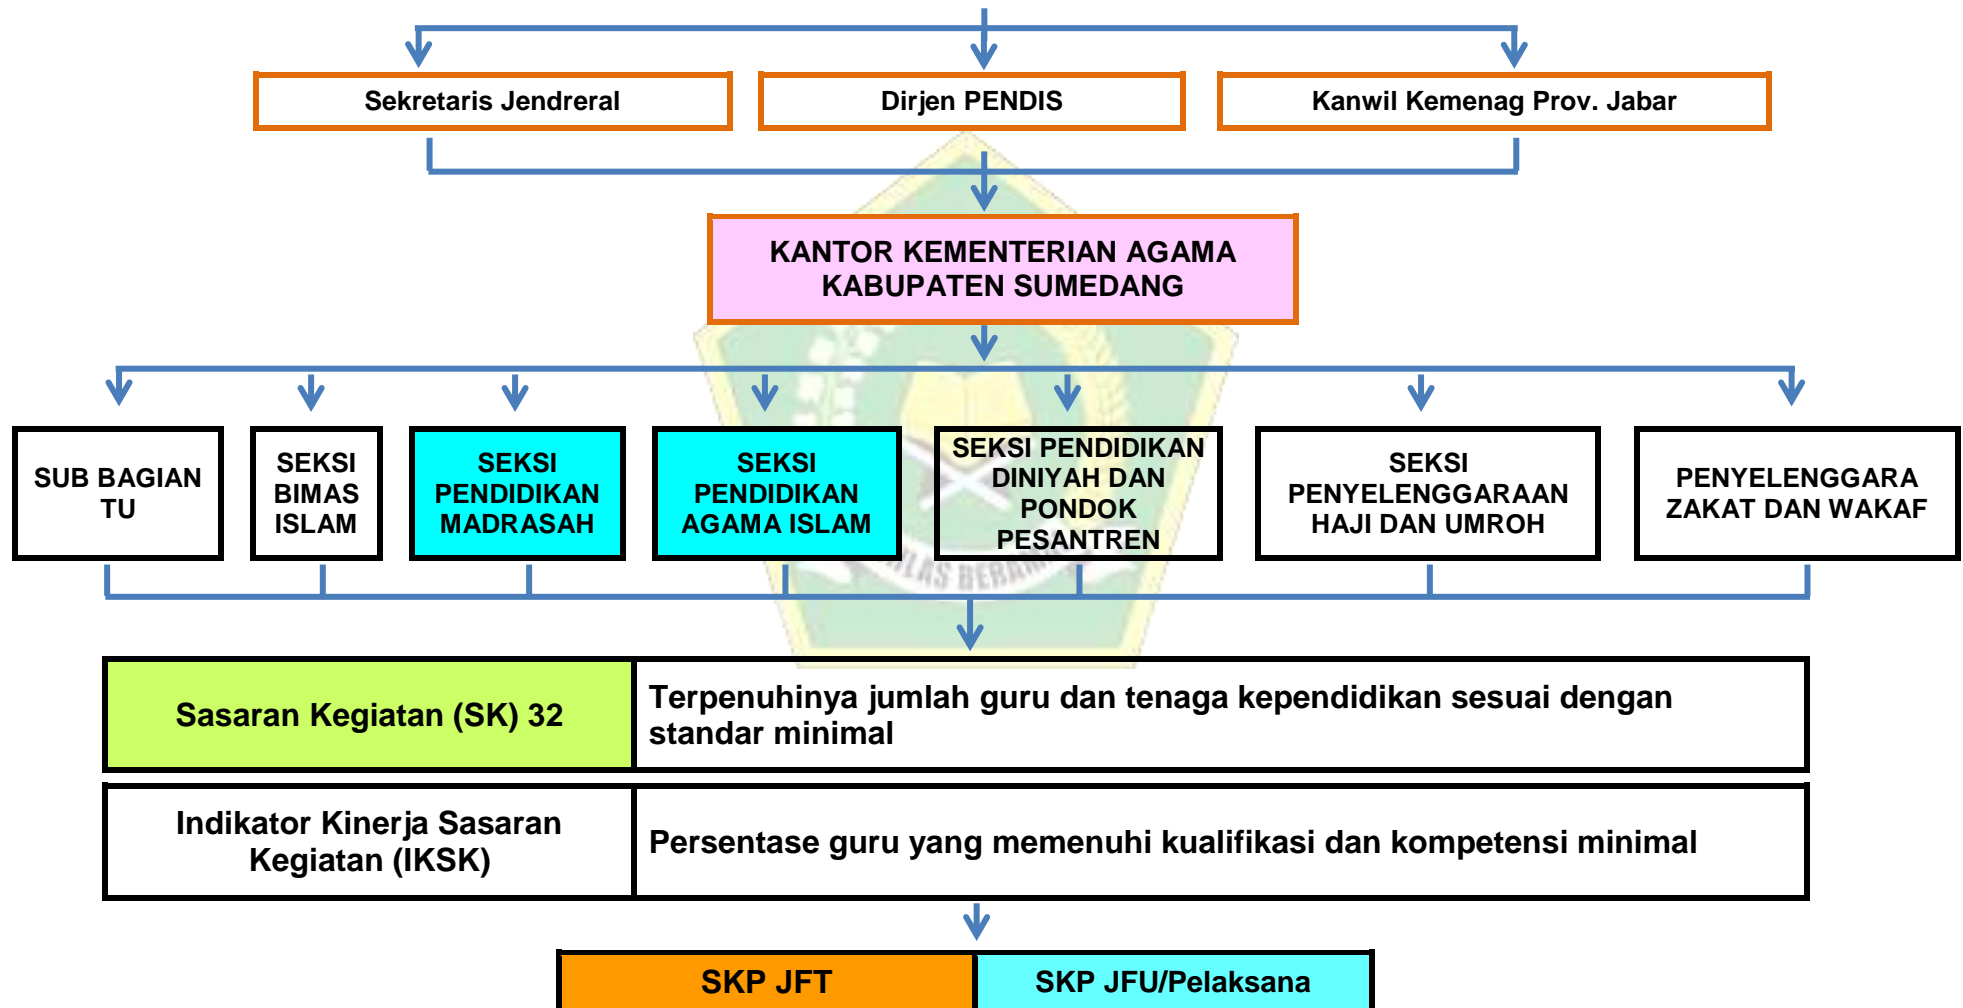 Sekretaris Jendreral
Dirjen PENDIS
Kanwil Kemenag Prov. Jabar
KANTOR KEMENTERIAN AGAMA
KABUPATEN SUMEDANG
SUB BAGIAN
TU
SEKSI
BIMAS
ISLAM
SEKSI
PENDIDIKAN
MADRASAH
SEKSI
PENDIDIKAN
AGAMA ISLAM
SEKSI PENDIDIKAN
DINIYAH DAN
PONDOK
PESANTREN
SEKSI
PENYELENGGARAAN
HAJI DAN UMROH
PENYELENGGARA
ZAKAT DAN WAKAF
Sasaran Kegiatan (SK) 32
Terpenuhinya jumlah guru dan tenaga kependidikan sesuai dengan
standar minimal
Indikator Kinerja Sasaran
Kegiatan (IKSK)
Persentase guru yang memenuhi kualifikasi dan kompetensi minimal
SKP JFT
SKP JFU/Pelaksana